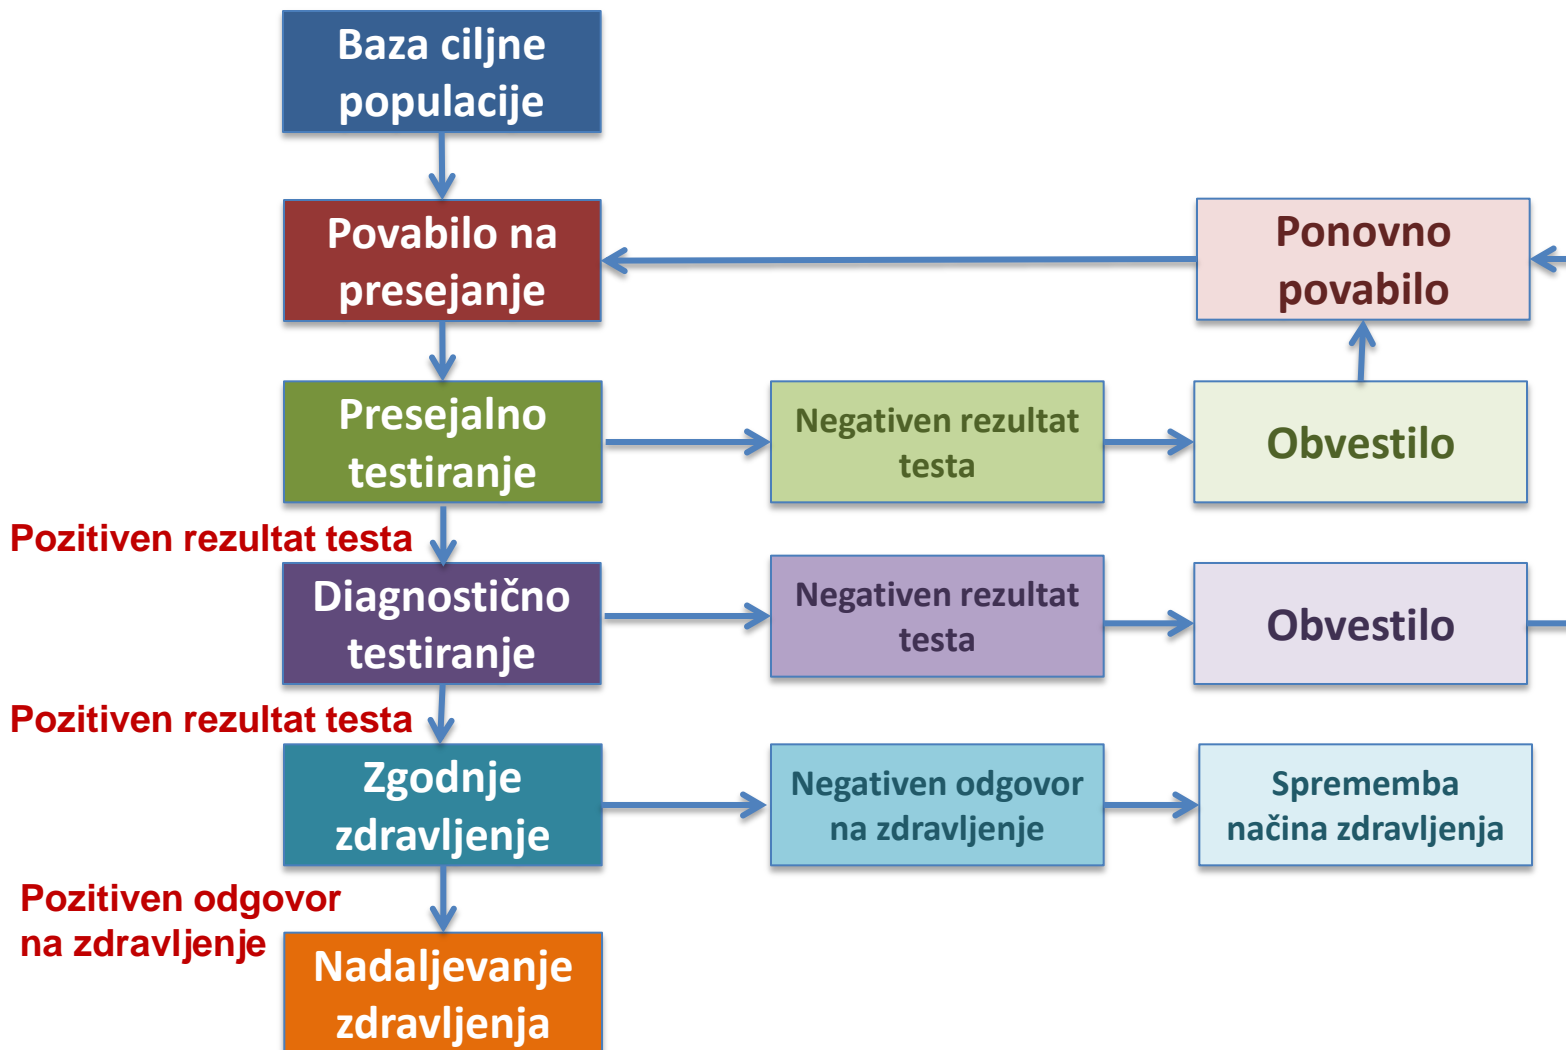 Baza ciljne
populacije
Povabilo na
presejanje
Ponovno
povabilo
Presejalno
testiranje
Negativen rezultat
testa
Obvestilo
Pozitiven rezultat testa
Diagnostično
testiranje
Negativen rezultat
testa
Obvestilo
Pozitiven rezultat testa
Zgodnje
zdravljenje
Negativen odgovor
na zdravljenje
Sprememba
načina zdravljenja
Pozitiven odgovor
na zdravljenje
Nadaljevanje
zdravljenja